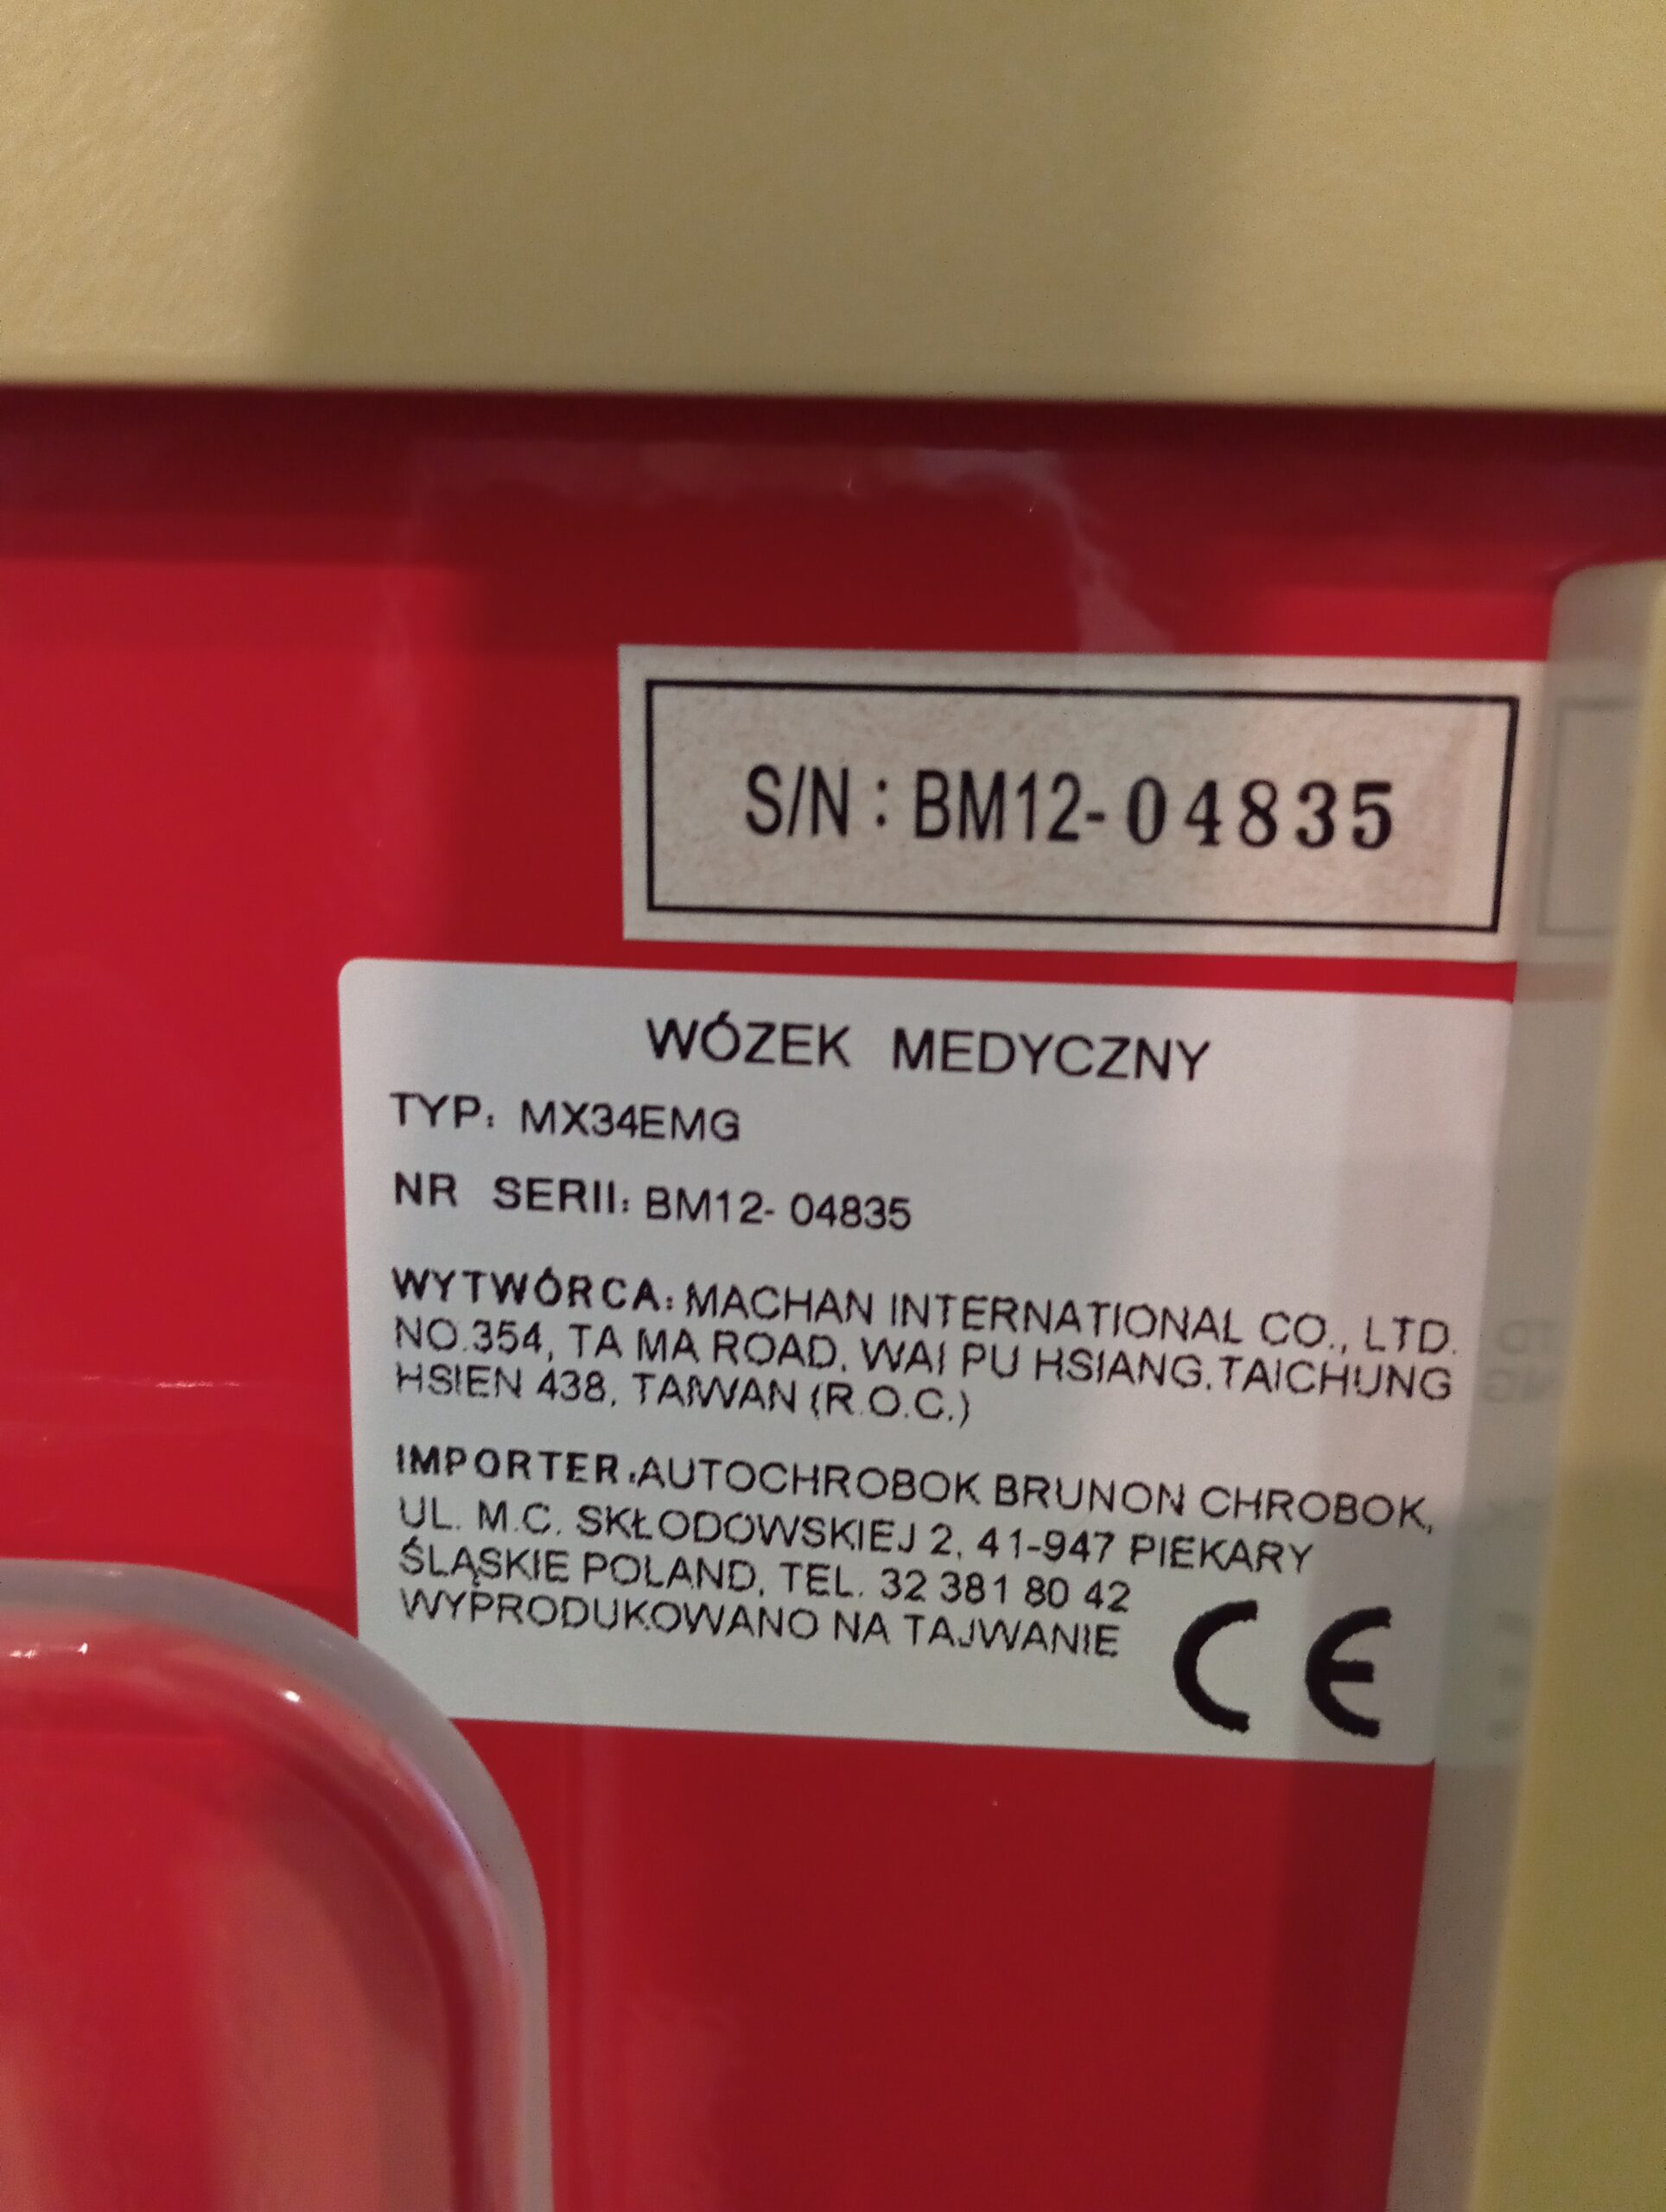 S/N : BM12-04835
WÓZEK MEDYCZNY
TYP: MX34EMG
NR SERII: BM12- 04835
WYTWÓRCA: MACHAN INTERNATIONAL CO., LTD.
NO.354, TA MA ROAD, WAI PU HSIANG, TAICHUNG
HSIEN 438, TAIWAN (R.O.C.)
IMPORTER: AUTOCHROBOK BRUNON CHROBOK,
UL. M.C. SKŁODOWSKIEJ 2, 41-947 PIEKARY
ŚLĄSKIE POLAND, TEL. 32 381 80 42
WYPRODUKOWANO NA TAJWANIE
CE